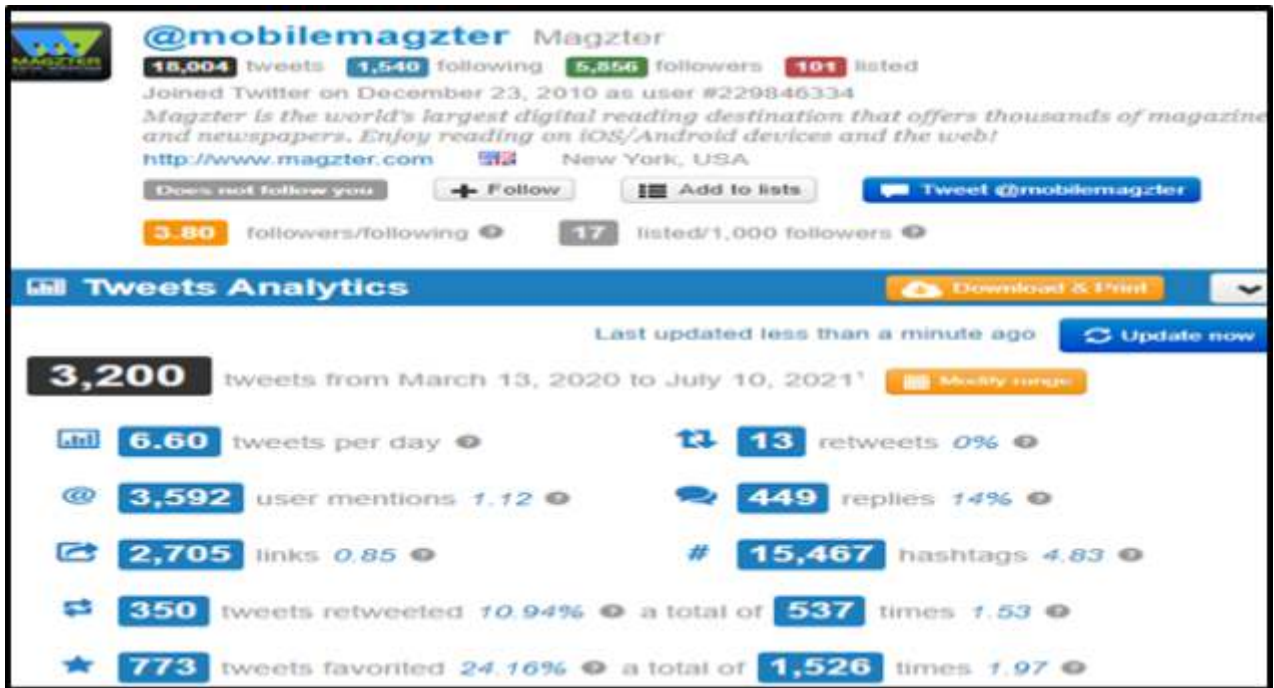 @mobilemagzter Magzter
MAGZTER
18,004 tweets 1,540 following 5,856 followers 101 listed
Joined Twitter on December 23, 2010 as user #229846334
Magzter is the world's largest digital reading destination that offers thousands of magazine
and newspapers. Enjoy reading on iOS/Android devices and the web!
http://www.magzter.com New York, USA
Does not follow you Follow Add to lists Tweet @mobilemagzter
3.80 followers/following 17 listed/1,000 followers
Tweets Analytics Download & Print
Last updated less than a minute ago Update now
3,200 tweets from March 13, 2020 to July 10, 2021¹ Modify range
6.60 tweets per day 13 retweets 0%
@ 3,592 user mentions 1.12 449 replies 14%
2,705 links 0.85 # 15,467 hashtags 4.83
350 tweets retweeted 10.94% a total of 537 times 1.53
773 tweets favorited 24.16% a total of 1,526 times 1.97